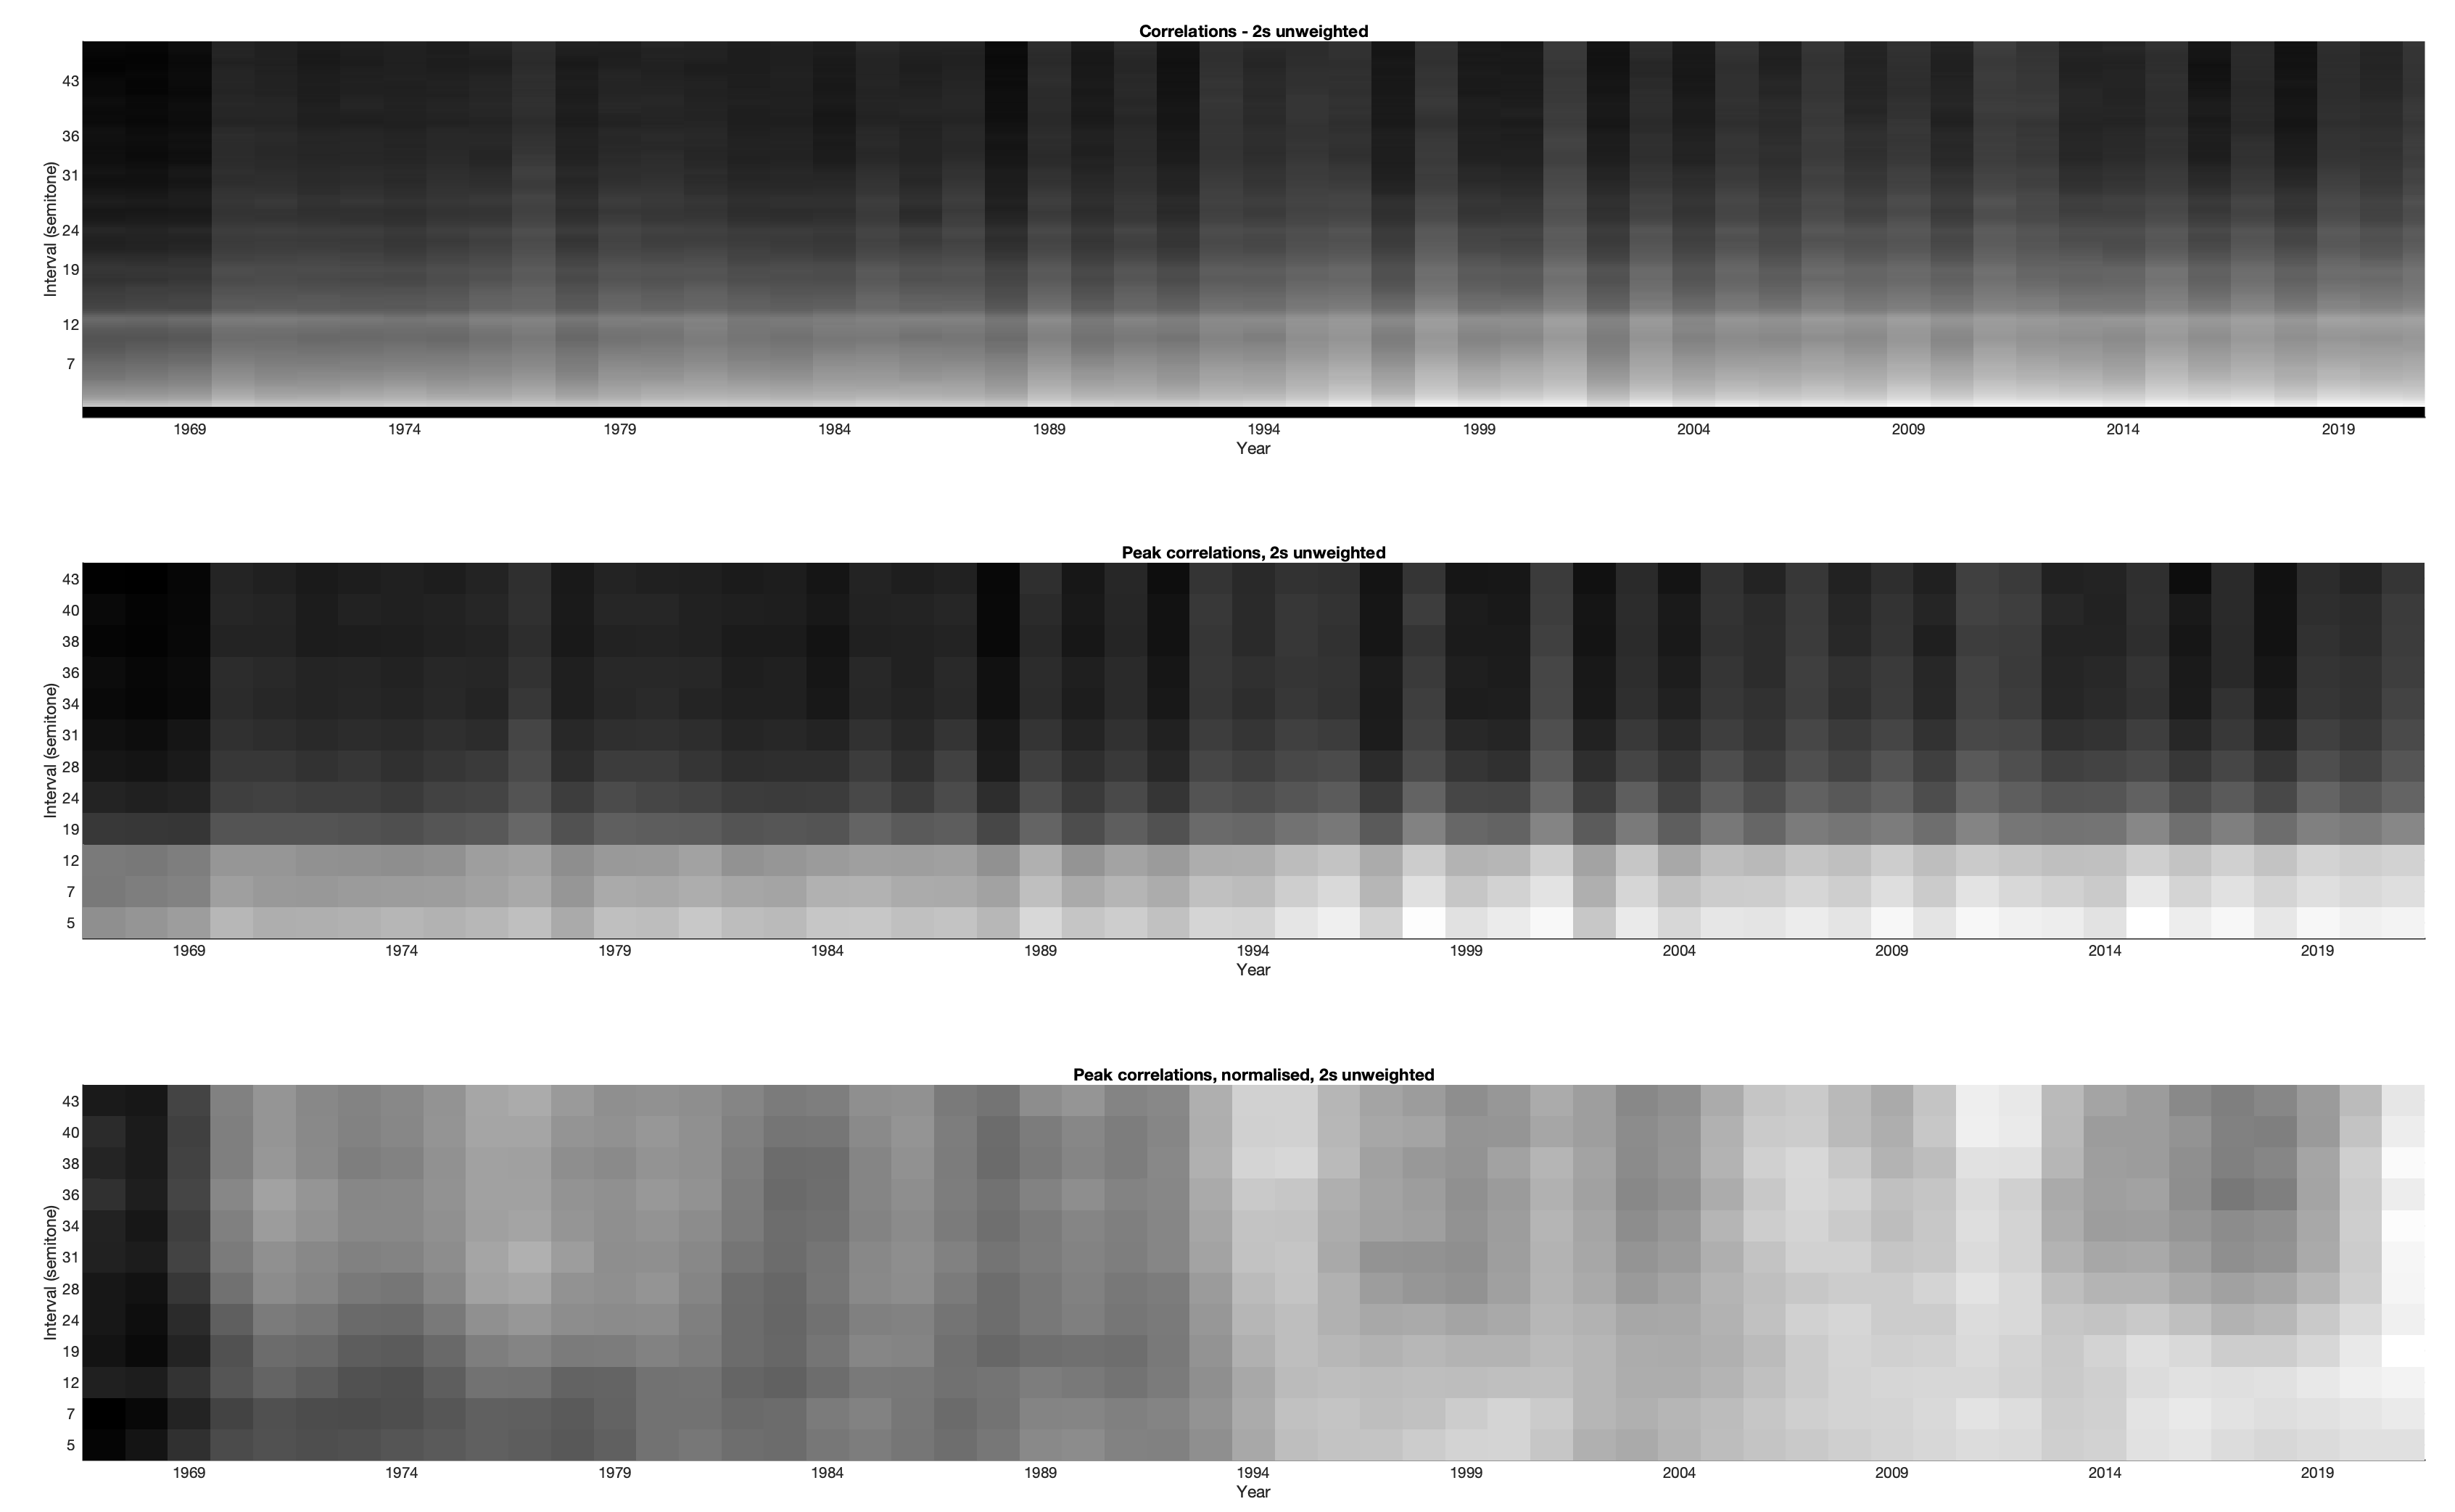 Correlations - 2s unweighted
Interval (semitone)
43
36
31
24
19
12
7
1969 1974 1979 1984 1989 1994 1999 2004 2009 2014 2019
Year
Peak correlations, 2s unweighted
Interval (semitone)
43
40
38
36
34
31
28
24
19
12
7
5
1969 1974 1979 1984 1989 1994 1999 2004 2009 2014 2019
Year
Peak correlations, normalised, 2s unweighted
Interval (semitone)
43
40
38
36
34
31
28
24
19
12
7
5
1969 1974 1979 1984 1989 1994 1999 2004 2009 2014 2019
Year